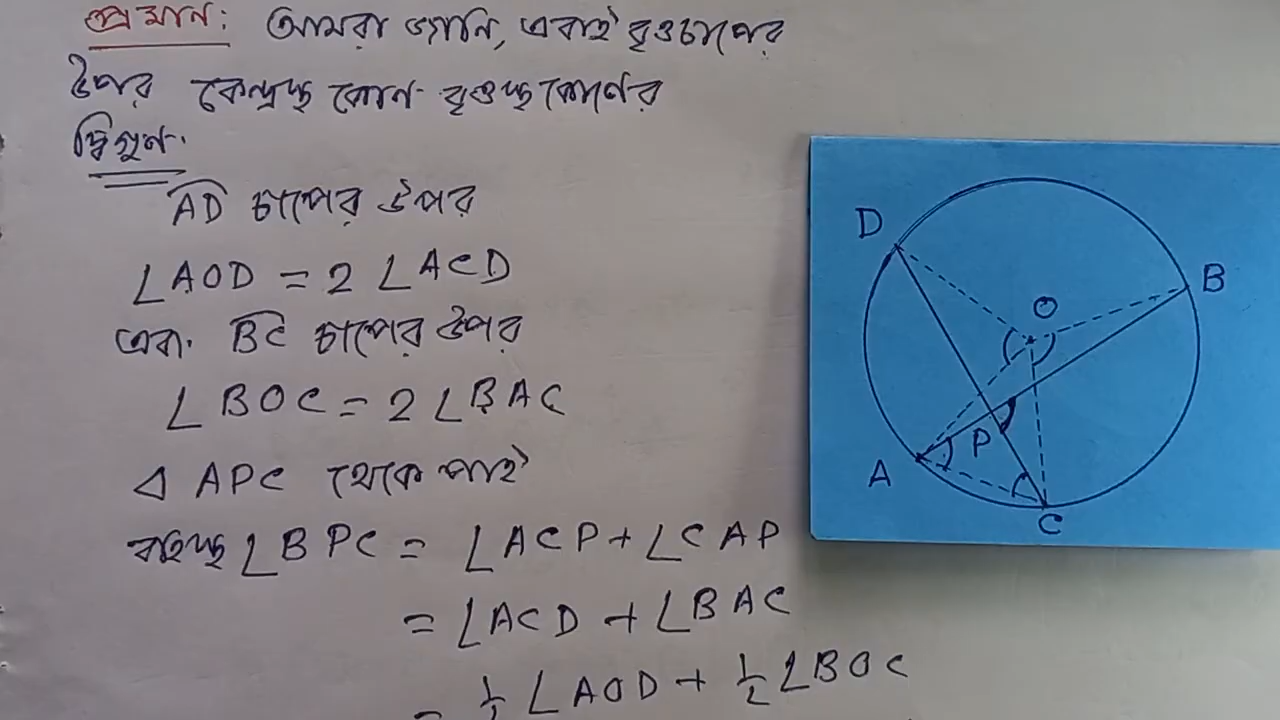 প্রমান: আমরা জানি, একই বৃত্তচাপের
উপর কেন্দ্রস্থ কোন বৃত্তস্থ কোণের
দ্বিগুন.
AD চাপের উপর
∠AOD = 2 ∠ACD
এবং BC চাপের উপর
∠BOC = 2 ∠BAC
△ APC থেকে পাই
বহিঃস্থ ∠BPC = ∠ACP + ∠CAP
= ∠ACD + ∠BAC
= ½ ∠AOD + ½ ∠BOC
D
B
O
P
A
C